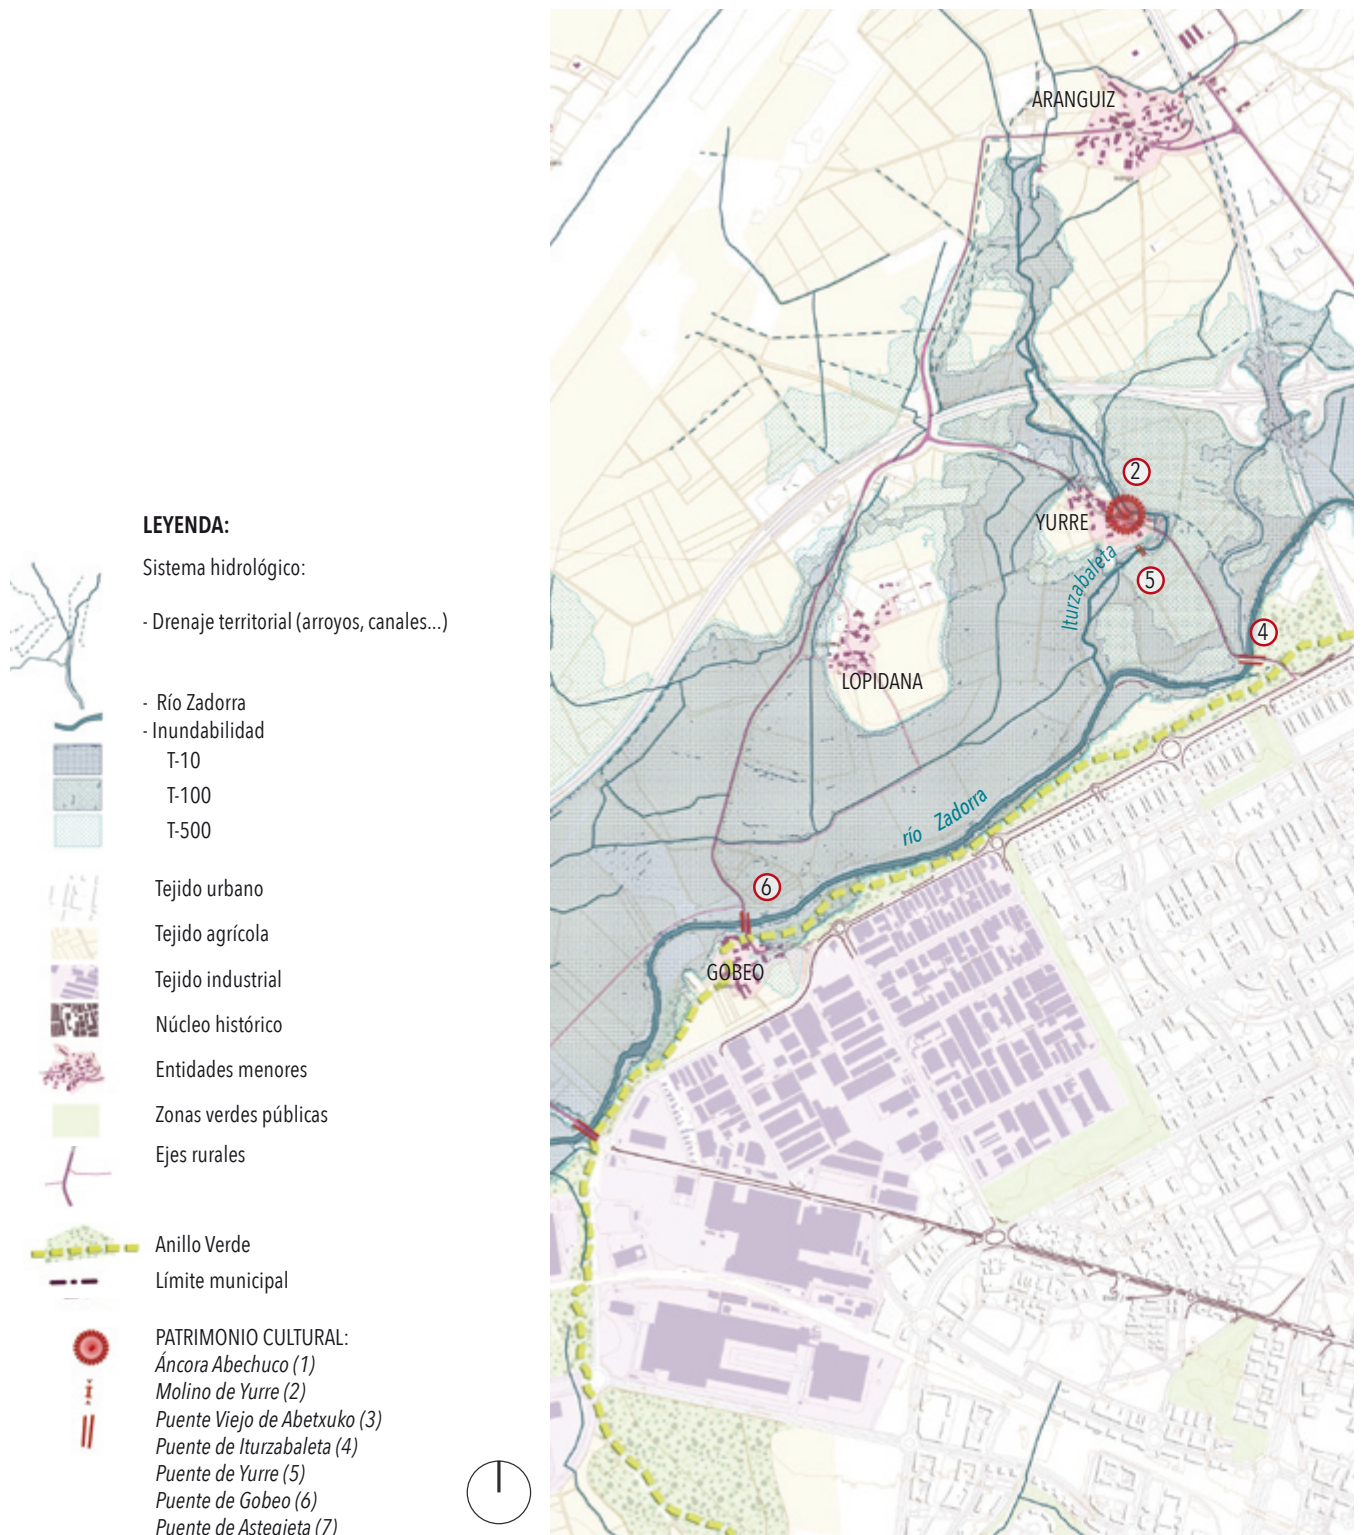 LEYENDA:
Sistema hidrológico:
- Drenaje territorial (arroyos, canales...)
- Río Zadorra
- Inundabilidad
T-10
T-100
T-500
Tejido urbano
Tejido agrícola
Tejido industrial
Núcleo histórico
Entidades menores
Zonas verdes públicas
Ejes rurales
Anillo Verde
Límite municipal
PATRIMONIO CULTURAL:
Áncora Abechuco (1)
Molino de Yurre (2)
Puente Viejo de Abetxuko (3)
Puente de Iturzabaleta (4)
Puente de Yurre (5)
Puente de Gobeo (6)
Puente de Astegieta (7)
ARANGUIZ
2
YURRE
Iturzabaleta
5
4
LOPIDANA
río Zadorra
6
GOBEO